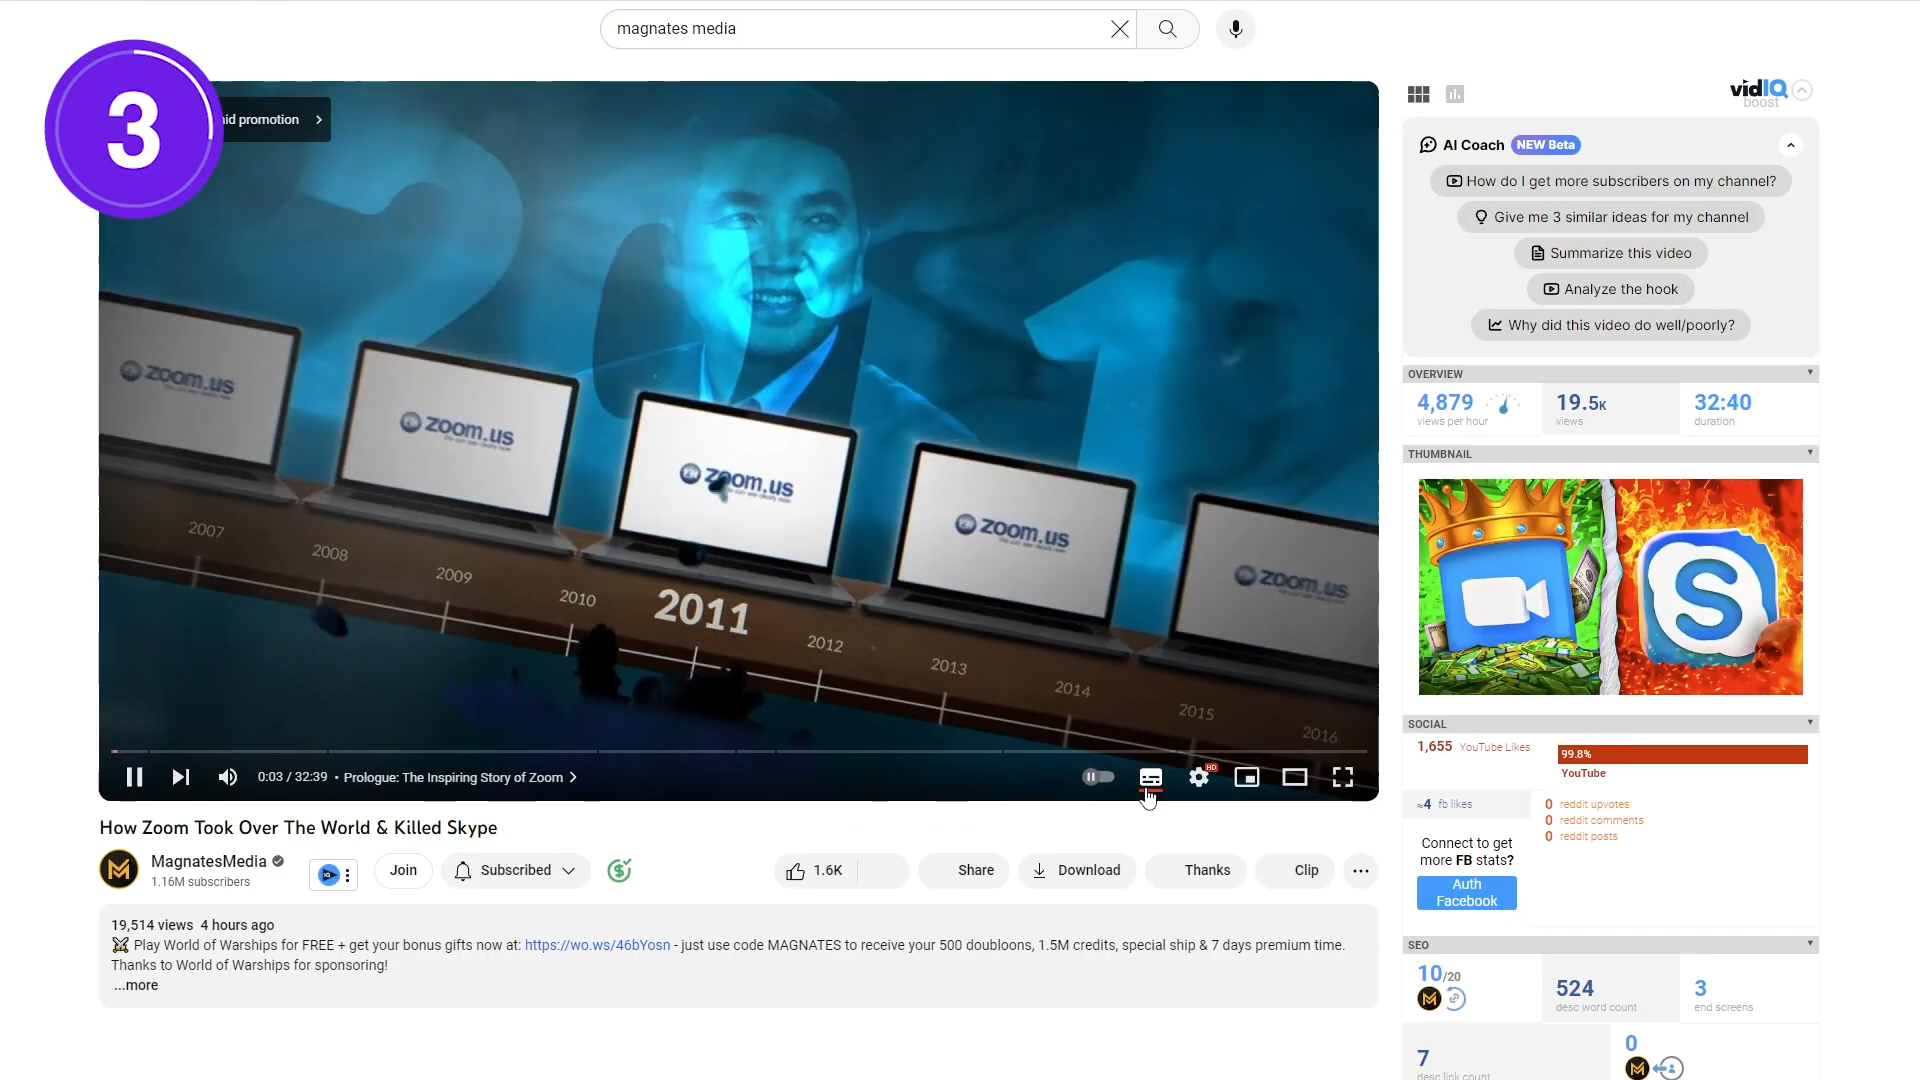 magnates media
3
id promotion
vidIQ
boost
AI Coach NEW Beta
How do I get more subscribers on my channel?
Give me 3 similar ideas for my channel
Summarize this video
Analyze the hook
Why did this video do well/poorly?
OVERVIEW
4,879
views per hour
19.5K
views
32:40
duration
THUMBNAIL
S
SOCIAL
1,655 YouTube Likes
99.8%
YouTube
≈4 fb likes
0 reddit upvotes
0 reddit comments
0 reddit posts
Connect to get
more FB stats?
Auth
Facebook
SEO
10/20
524
desc word count
3
end screens
7
desc link count
0
2011
zoom.us
zoom.us
zoom.us
zoom.us
zoom.us
2007
2008
2009
2010
2011
2012
2013
2014
2015
2016
0:03 / 32:39 • Prologue: The Inspiring Story of Zoom
HD
How Zoom Took Over The World & Killed Skype
MagnatesMedia
1.16M subscribers
Join
Subscribed
1.6K
Share
Download
Thanks
Clip
19,514 views 4 hours ago
Play World of Warships for FREE + get your bonus gifts now at: https://wo.ws/46bYosn - just use code MAGNATES to receive your 500 doubloons, 1.5M credits, special ship & 7 days premium time.
Thanks to World of Warships for sponsoring!
...more